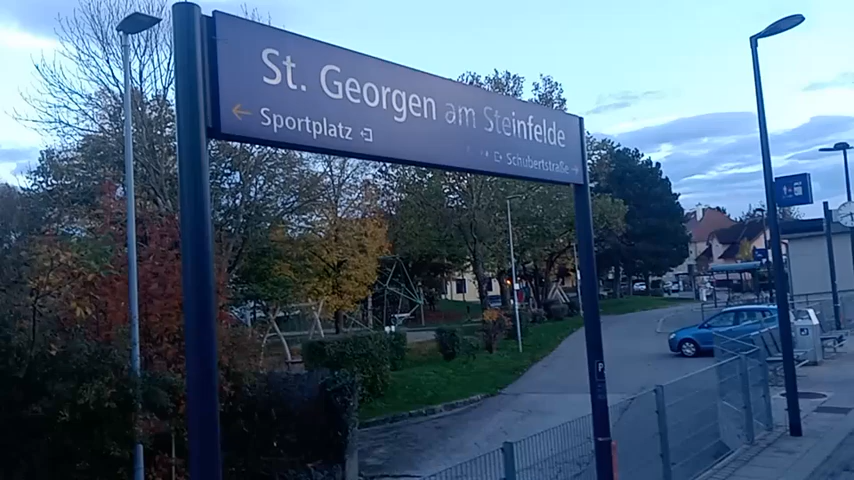 St. Georgen am Steinfelde
← Sportplatz
Schubertstraße →
P